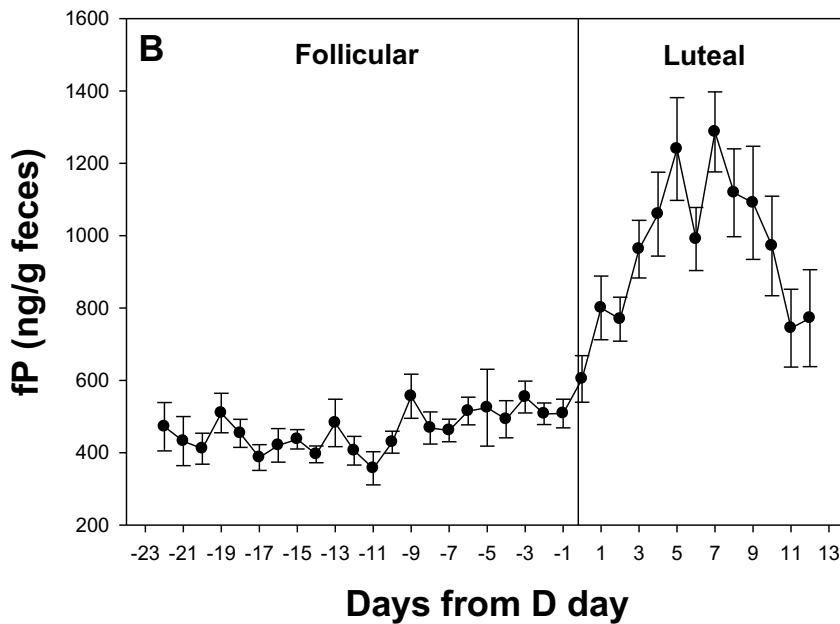 B
Follicular
Luteal
fP (ng/g feces)
1600
1400
1200
1000
800
600
400
200
-23 -21 -19 -17 -15 -13 -11 -9 -7 -5 -3 -1 1 3 5 7 9 11 13
Days from D day